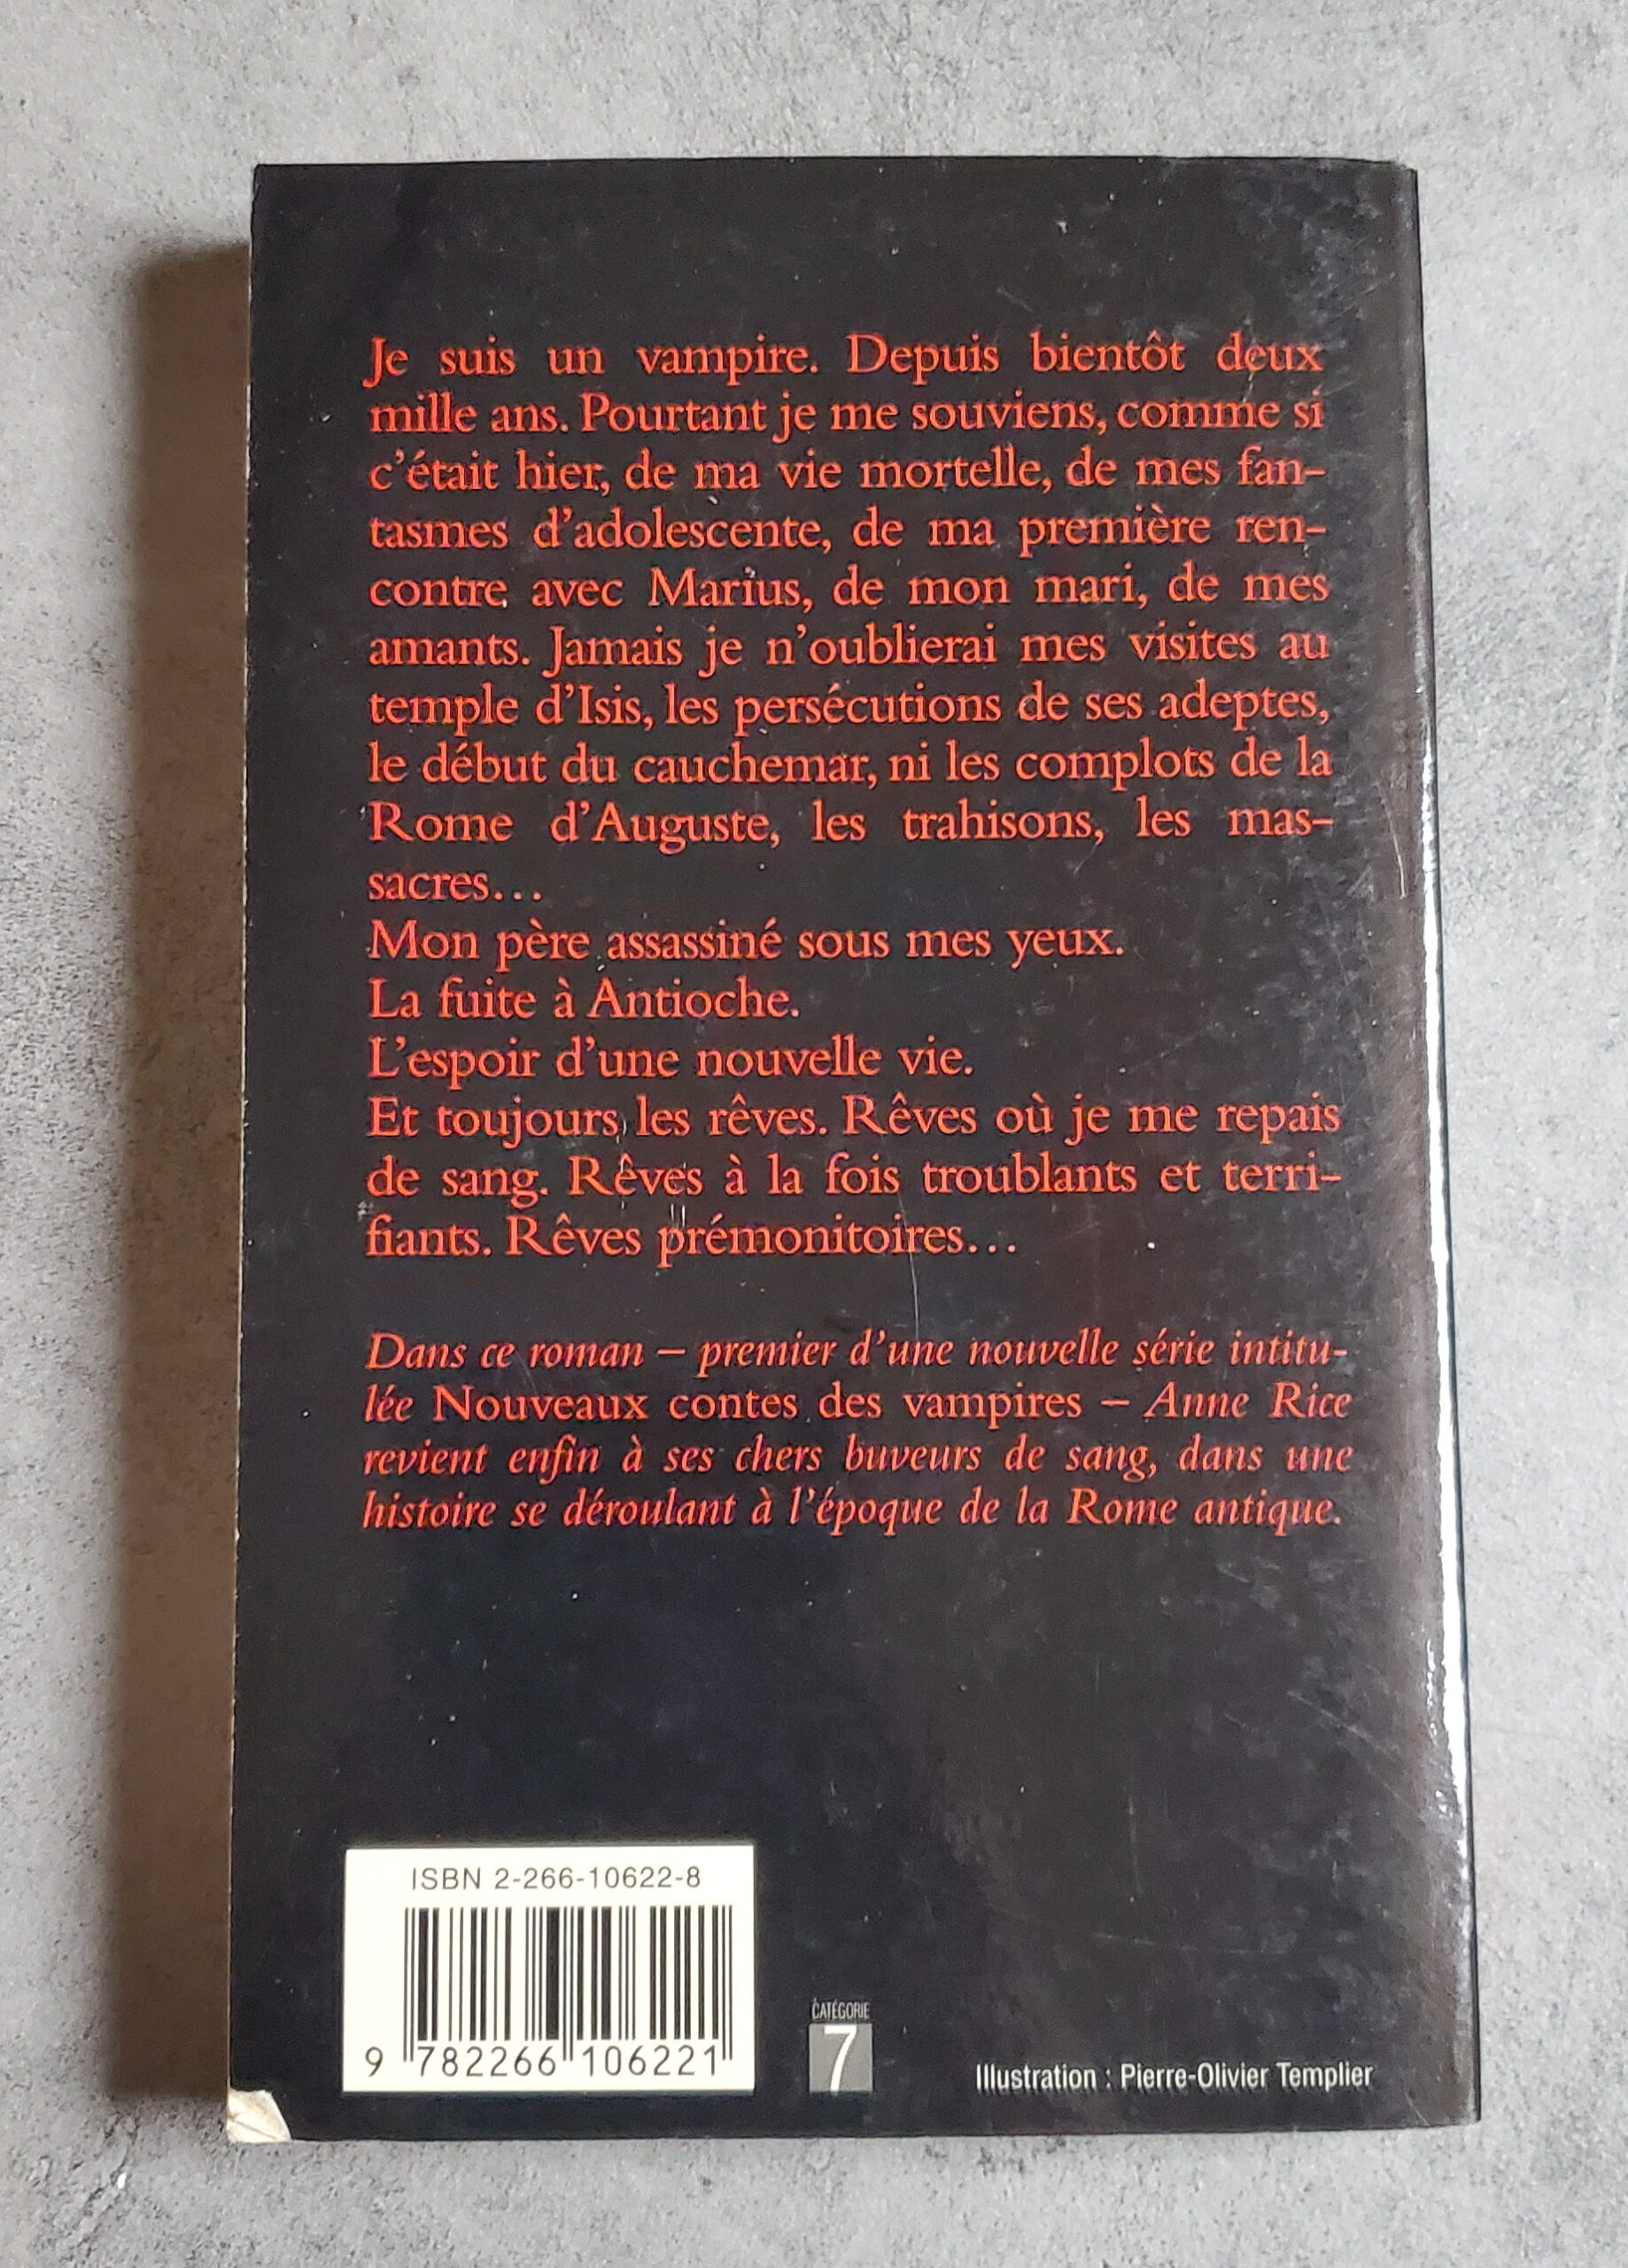 Je suis un vampire. Depuis bientôt deux
mille ans. Pourtant je me souviens, comme si
c'était hier, de ma vie mortelle, de mes fan-
tasmes d'adolescente, de ma première ren-
contre avec Marius, de mon mari, de mes
amants. Jamais je n'oublierai mes visites au
temple d'Isis, les persécutions de ses adeptes,
le début du cauchemar, ni les complots de la
Rome d'Auguste, les trahisons, les mas-
sacres...
Mon père assassiné sous mes yeux.
La fuite à Antioche.
L'espoir d'une nouvelle vie.
Et toujours les rêves. Rêves où je me repais
de sang. Rêves à la fois troublants et terri-
fiants. Rêves prémonitoires...
Dans ce roman – premier d'une nouvelle série intitu-
lée Nouveaux contes des vampires – Anne Rice
revient enfin à ses chers buveurs de sang, dans une
histoire se déroulant à l'époque de la Rome antique.
ISBN 2-266-10622-8
9 782266 106221
CATÉGORIE
7
Illustration : Pierre-Olivier Templier